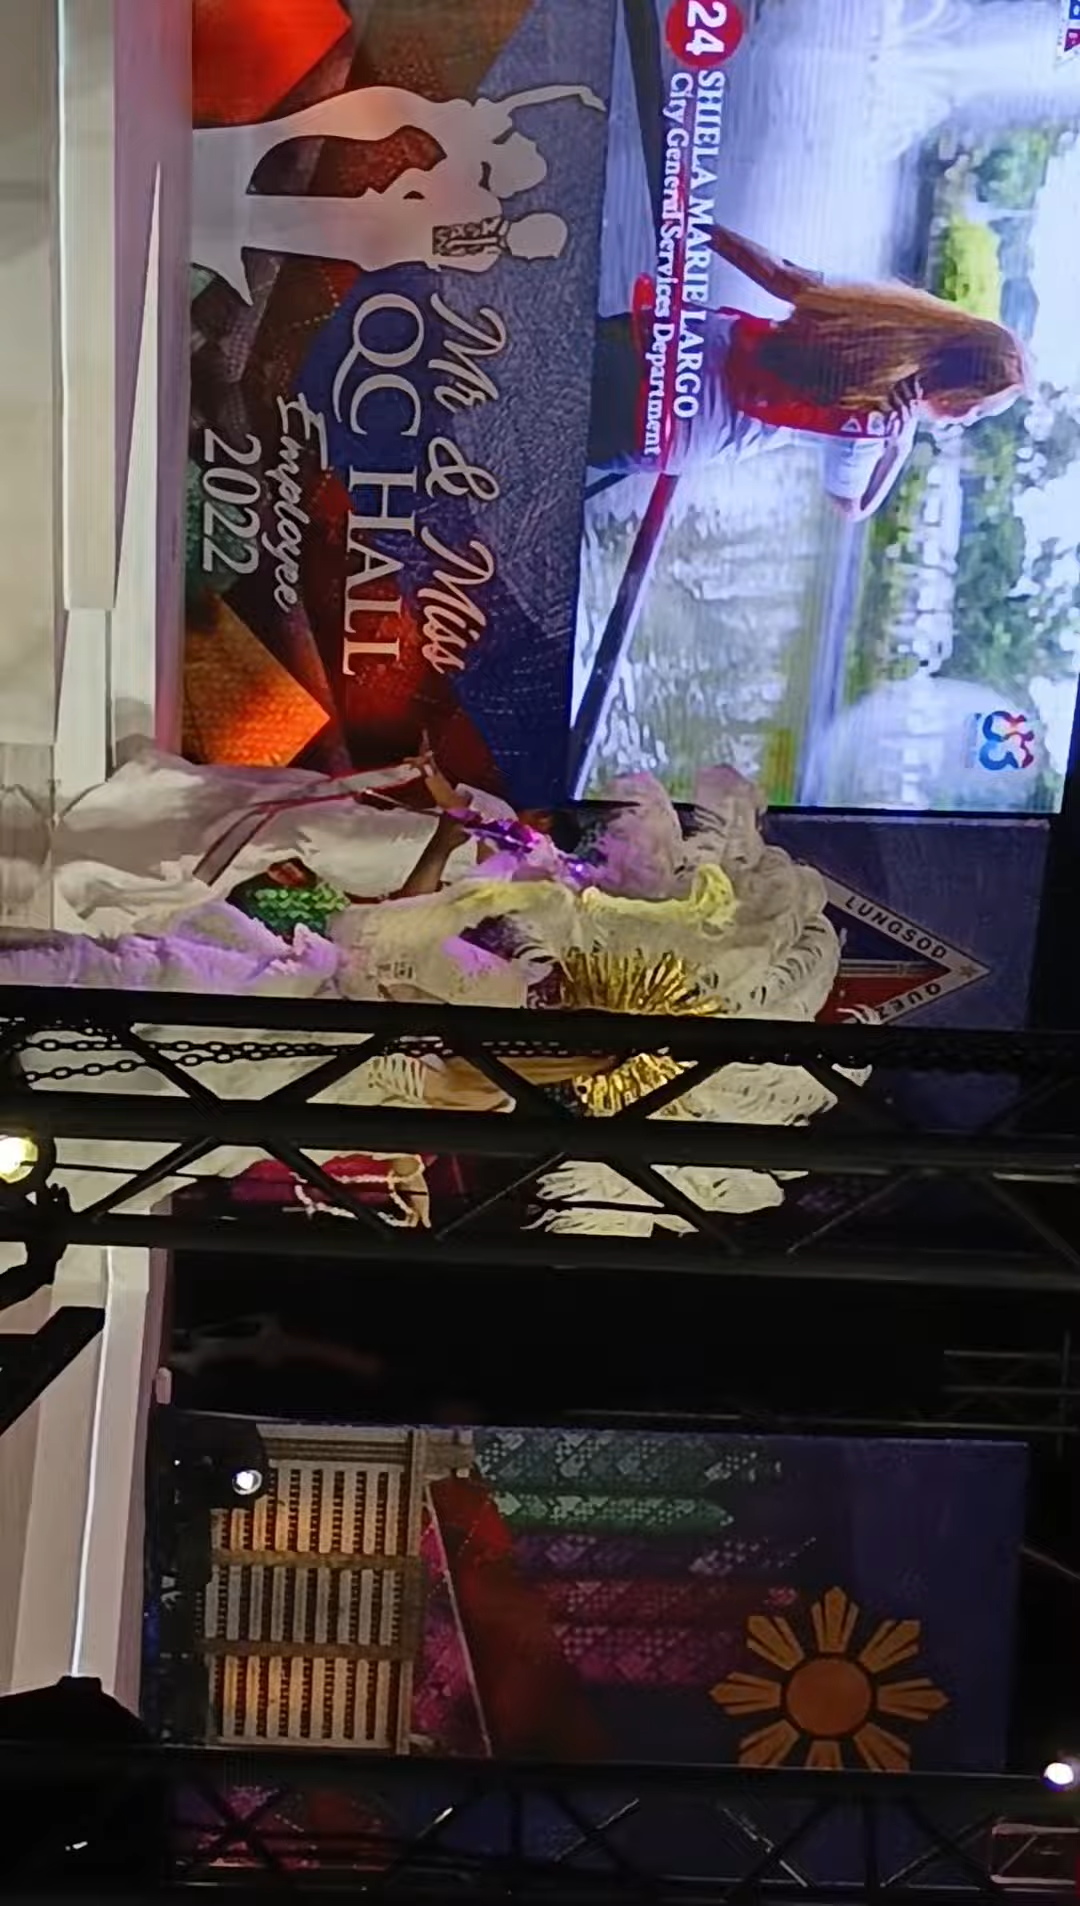 24 SHIELA MARIE LARGO
City General Services Department
Mr & Miss
QC HALL
Employee
2022
LUNGSOD